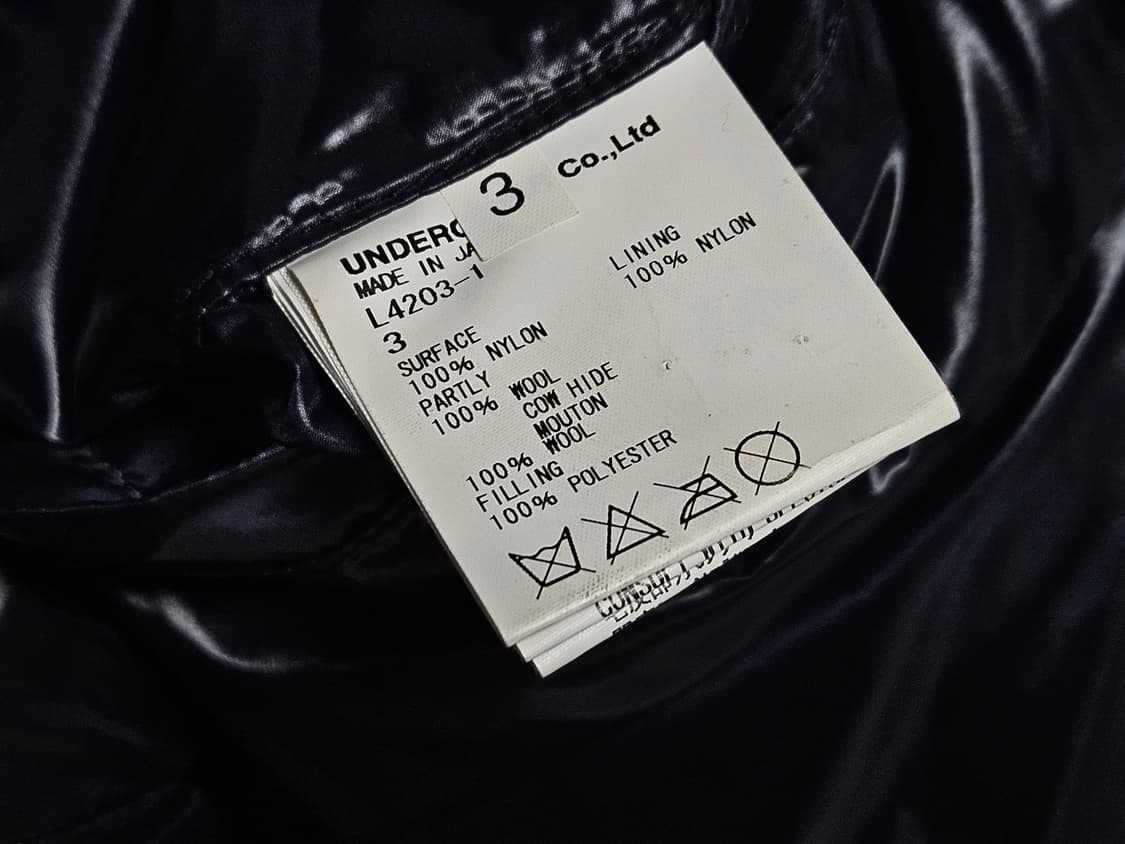 3
UNDERC Co.,Ltd
MADE IN JA
L4203-1
3
SURFACE
100% NYLON
PARTLY
100% WOOL
COW HIDE
MOUTON
100% WOOL
FILLING
100% POLYESTER
LINING
100% NYLON
CONSULT